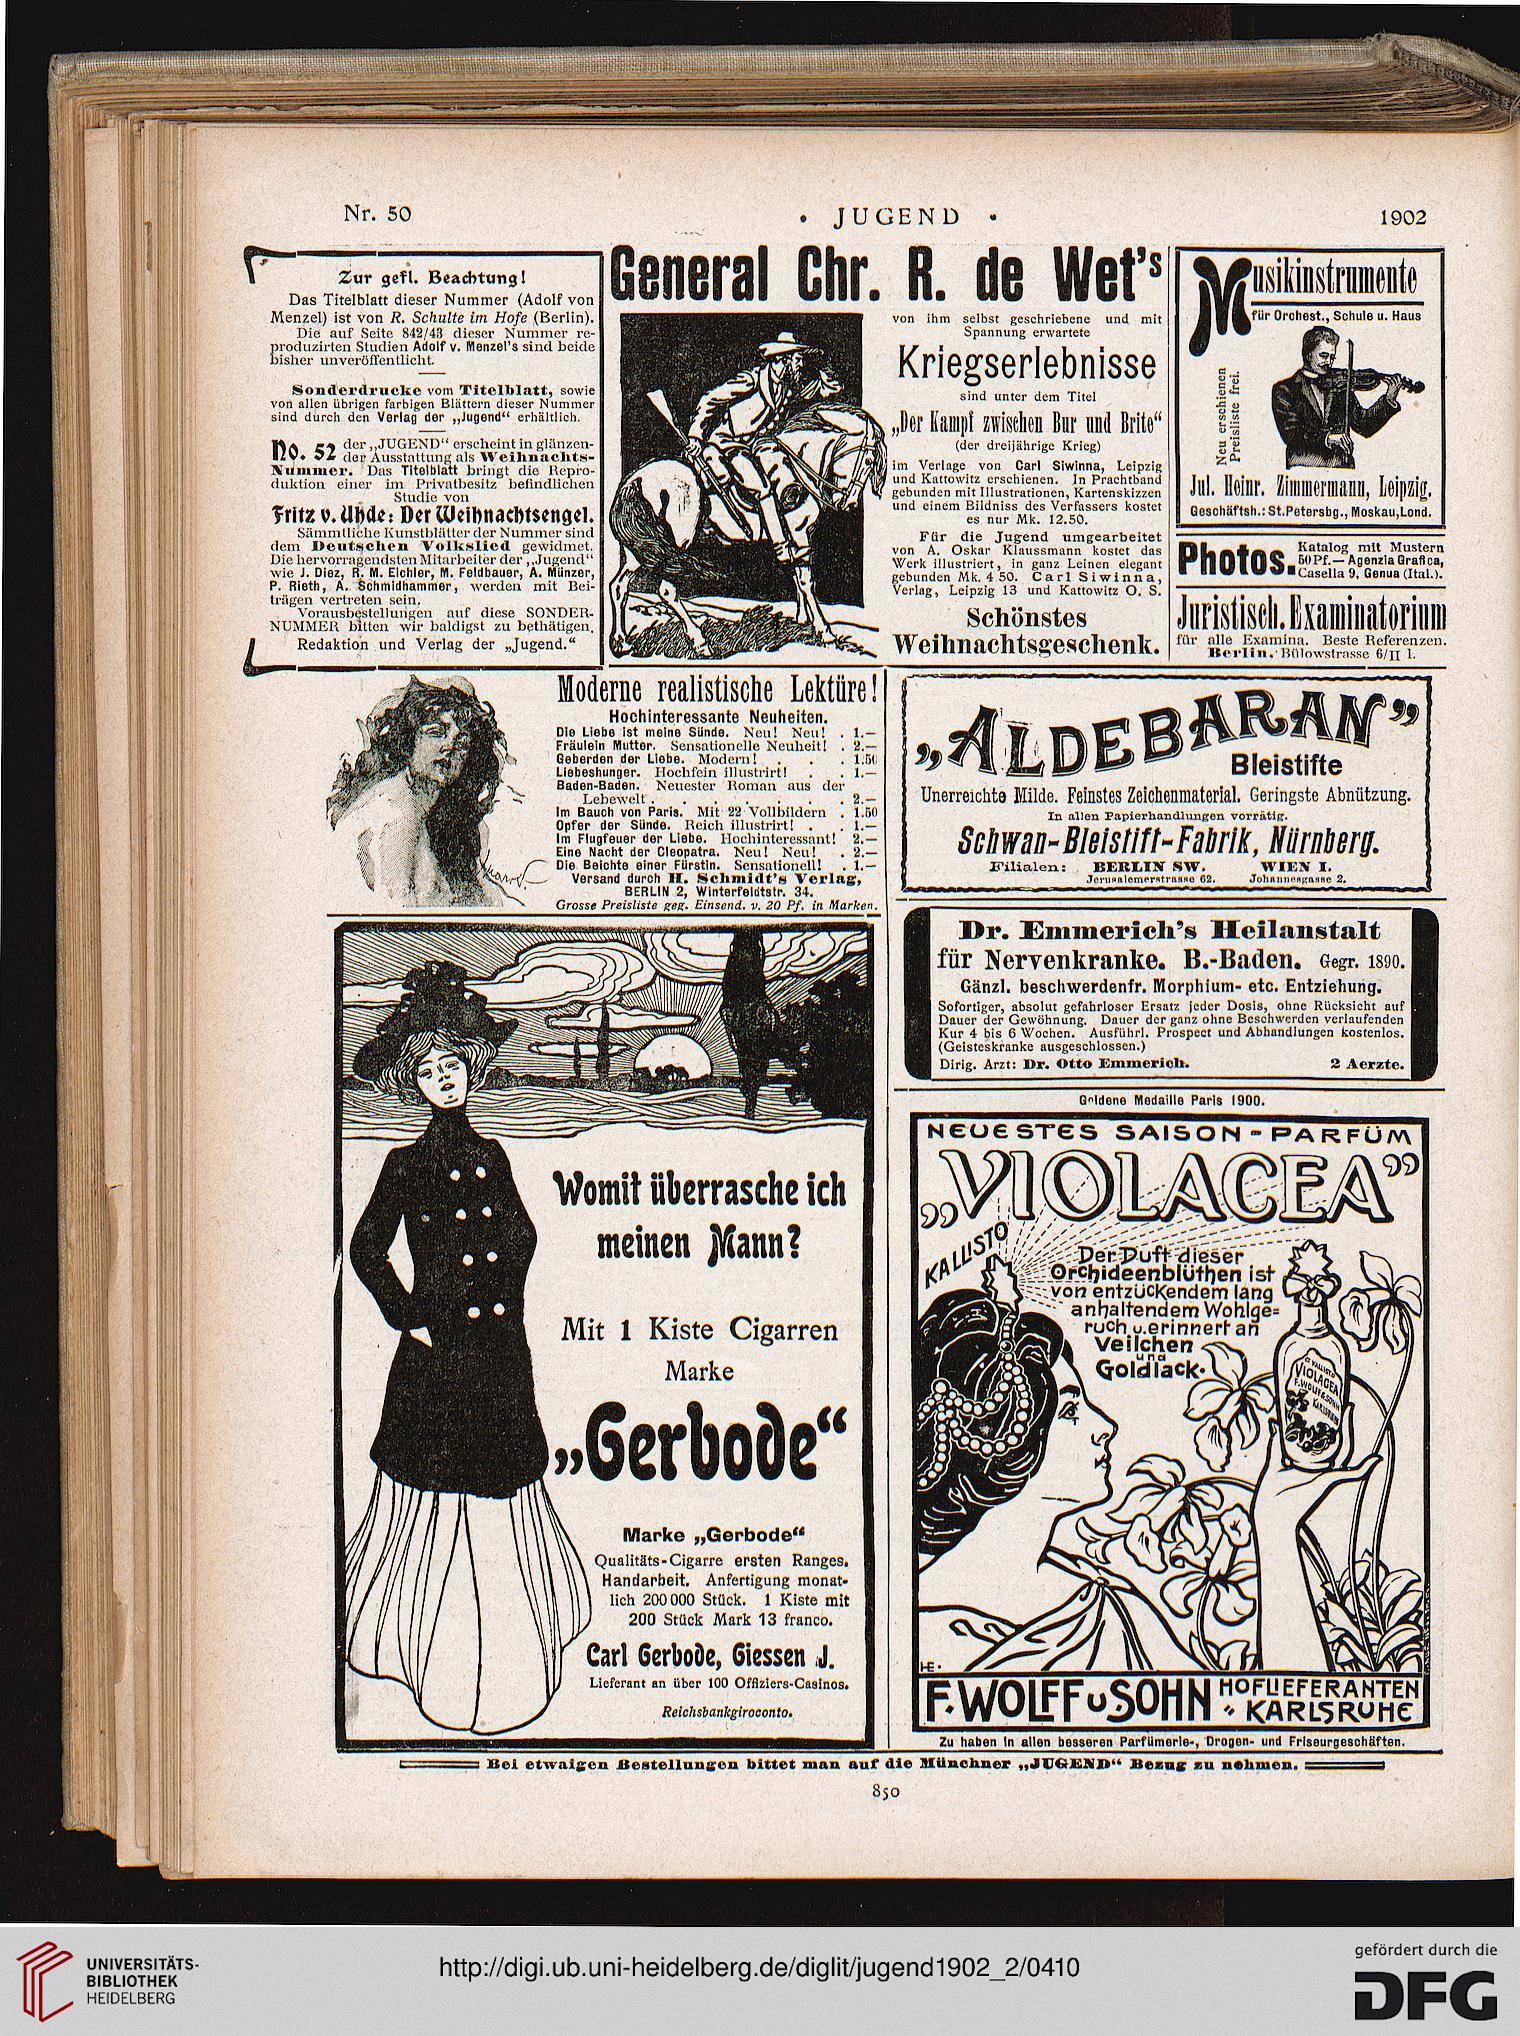 Nr. 50
· JUGEND ·
1902
Zur gefl. Beachtung!
Das Titelblatt dieser Nummer (Adolf von
Menzel) ist von R. Schulte im Hofe (Berlin).
Die auf Seite 842/43 dieser Nummer re-
produzirten Studien Adolf v. Menzel's sind beide
bisher unveröffentlicht.
Sonderdrucke vom Titelblatt, sowie
von allen übrigen farbigen Blättern dieser Nummer
sind durch den Verlag der „Jugend“ erhältlich.
No. 52 der „JUGEND“ erscheint in glänzen-
der Ausstattung als Weihnachts-
Nummer. Das Titelblatt bringt die Repro-
duktion einer im Privatbesitz befindlichen
Studie von
Fritz v. Uhde: Der Weihnachtsengel.
Sämmtliche Kunstblätter der Nummer sind
dem Deutschen Volkslied gewidmet.
Die hervorragendsten Mitarbeiter der „Jugend“
wie J. Diez, R. M. Eichler, M. Feldbauer, A. Münzer,
P. Rieth, A. Schmidhammer, werden mit Bei-
trägen vertreten sein.
Vorausbestellungen auf diese SONDER-
NUMMER bitten wir baldigst zu bethätigen.
Redaktion und Verlag der „Jugend.“
General Chr. R. de Wet's
von ihm selbst geschriebene und mit
Spannung erwartete
Kriegserlebnisse
sind unter dem Titel
„Der Kampf zwischen Bur und Brite“
(der dreijährige Krieg)
im Verlage von Carl Siwinna, Leipzig
und Kattowitz erschienen. In Prachtband
gebunden mit Illustrationen, Kartenskizzen
und einem Bildniss des Verfassers kostet
es nur Mk. 12.50.
Für die Jugend umgearbeitet
von A. Oskar Klaussmann kostet das
Werk illustriert, in ganz Leinen elegant
gebunden Mk. 4 50. Carl Siwinna,
Verlag, Leipzig 13 und Kattowitz O. S.
Schönstes
Weihnachtsgeschenk.
Musikinstrumente
für Orchest., Schule u. Haus
Neu erschienen
Preisliste frei.
Jul. Heinr. Zimmermann, Leipzig.
Geschäftsh.: St.Petersbg., Moskau, Lond.
Photos. Katalog mit Mustern
50 Pf.— Agenzia Grafica,
Casella 9, Genua (Ital.).
Juristisch. Examinatorium
für alle Examina. Beste Referenzen.
Berlin, Bülowstrasse 6/II l.
Moderne realistische Lektüre!
Hochinteressante Neuheiten.
Die Liebe ist meine Sünde. Neu! Neu! . 1.—
Fräulein Mutter. Sensationelle Neuheit! . 2.—
Geberden der Liebe. Modern! . . . 1.50
Liebeshunger. Hochfein illustrirt! . . 1.—
Baden-Baden. Neuester Roman aus der
Lebewelt . . . . . . . 2.—
Im Bauch von Paris. Mit 22 Vollbildern . 1.50
Opfer der Sünde. Reich illustrirt! . . 1.—
Im Flugfeuer der Liebe. Hochinteressant! 2.—
Eine Nacht der Cleopatra. Neu! Neu! . 2.—
Die Beichte einer Fürstin. Sensationell! . 1.—
Versand durch H. Schmidt's Verlag,
BERLIN 2, Winterfeldtstr. 34.
Grosse Preisliste geg. Einsend. v. 20 Pf. in Marken.
„ALDEBARAN”
Bleistifte
Unerreichte Milde. Feinstes Zeichenmaterial. Geringste Abnützung.
In allen Papierhandlungen vorrätig.
Schwan-Bleistift-Fabrik, Nürnberg.
Filialen: BERLIN SW. WIEN I.
Jerusalemerstrasse 62. Johannesgasse 2.
Dr. Emmerich's Heilanstalt
für Nervenkranke. B.-Baden. Gegr. 1890.
Gänzl. beschwerdenfr. Morphium- etc. Entziehung.
Sofortiger, absolut gefahrloser Ersatz jeder Dosis, ohne Rücksicht auf
Dauer der Gewöhnung. Dauer der ganz ohne Beschwerden verlaufenden
Kur 4 bis 6 Wochen. Ausführl. Prospect und Abhandlungen kostenlos.
(Geisteskranke ausgeschlossen.)
Dirig. Arzt: Dr. Otto Emmerich. 2 Aerzte.
Womit überrasche ich
meinen Mann?
Mit 1 Kiste Cigarren
Marke
„Gerbode“
Marke „Gerbode“
Qualitäts-Cigarre ersten Ranges.
Handarbeit. Anfertigung monat-
lich 200 000 Stück. 1 Kiste mit
200 Stück Mark 13 franco.
Carl Gerbode, Giessen J.
Lieferant an über 100 Offiziers-Casinos.
Reichsbankgiroconto.
Goldene Medaille Paris 1900.
NEUESTES SAISON-PARFÜM
„VIOLACEA”
KALLISTO
Der Duft dieser
Orchideenblüthen ist
von entzückendem lang
anhaltendem Wohlge=
ruch u. erinnert an
Veilchen
und
Goldlack.
KALLISTO
VIOLACEA
F. WOLFF & SOHN
KARLSRUHE
HE.
F. WOLFF u SOHN HOFLIEFERANTEN
KARLSRUHE
Zu haben in allen besseren Parfümerie-, Drogen- und Friseurgeschäften.
Bei etwaigen Bestellungen bittet man auf die Münchner „JUGEND“ Bezug zu nehmen.
850
UNIVERSITÄTS-
BIBLIOTHEK
HEIDELBERG
http://digi.ub.uni-heidelberg.de/diglit/jugend1902_2/0410
gefördert durch die
DFG